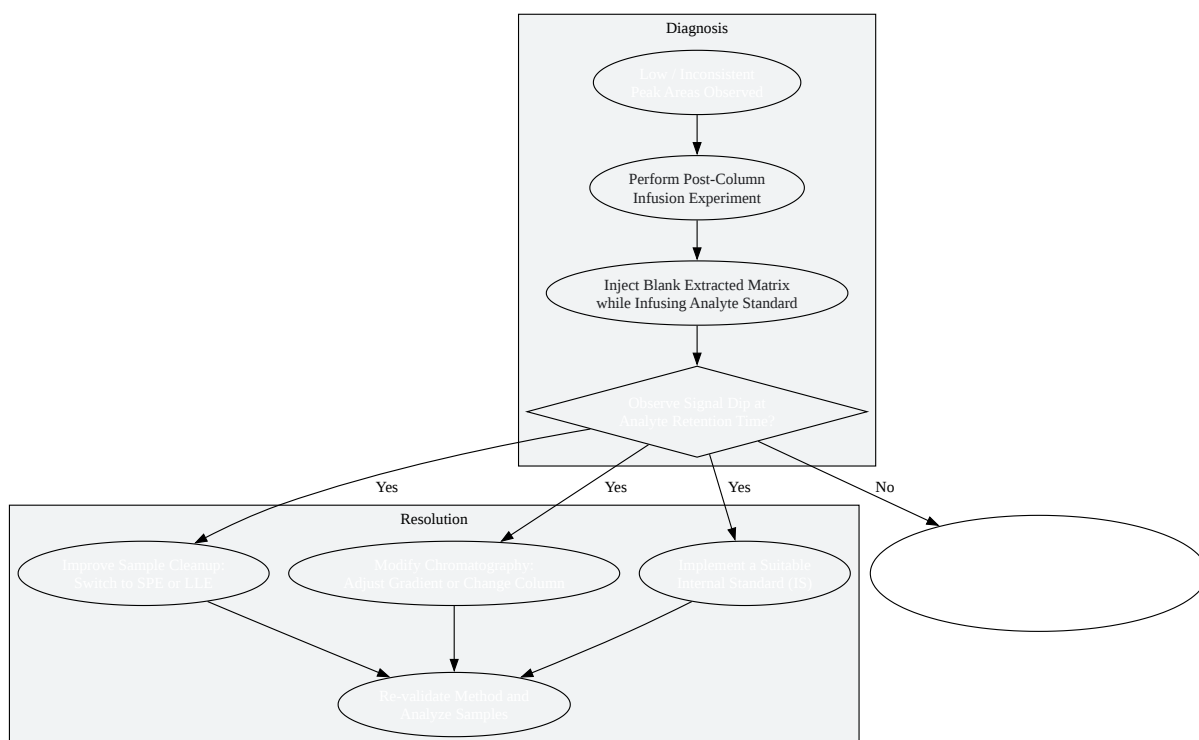 Diagnosis
Low / Inconsistent
Peak Areas Observed
Perform Post-Column
Infusion Experiment
Inject Blank Extracted Matrix
while Infusing Analyte Standard
Observe Signal Dip at
Analyte Retention Time?
Yes
Yes
Yes
No
Resolution
Improve Sample Cleanup:
Switch to SPE or LLE
Modify Chromatography:
Adjust Gradient or Change Column
Implement a Suitable
Internal Standard (IS)
Re-validate Method and
Analyze Samples